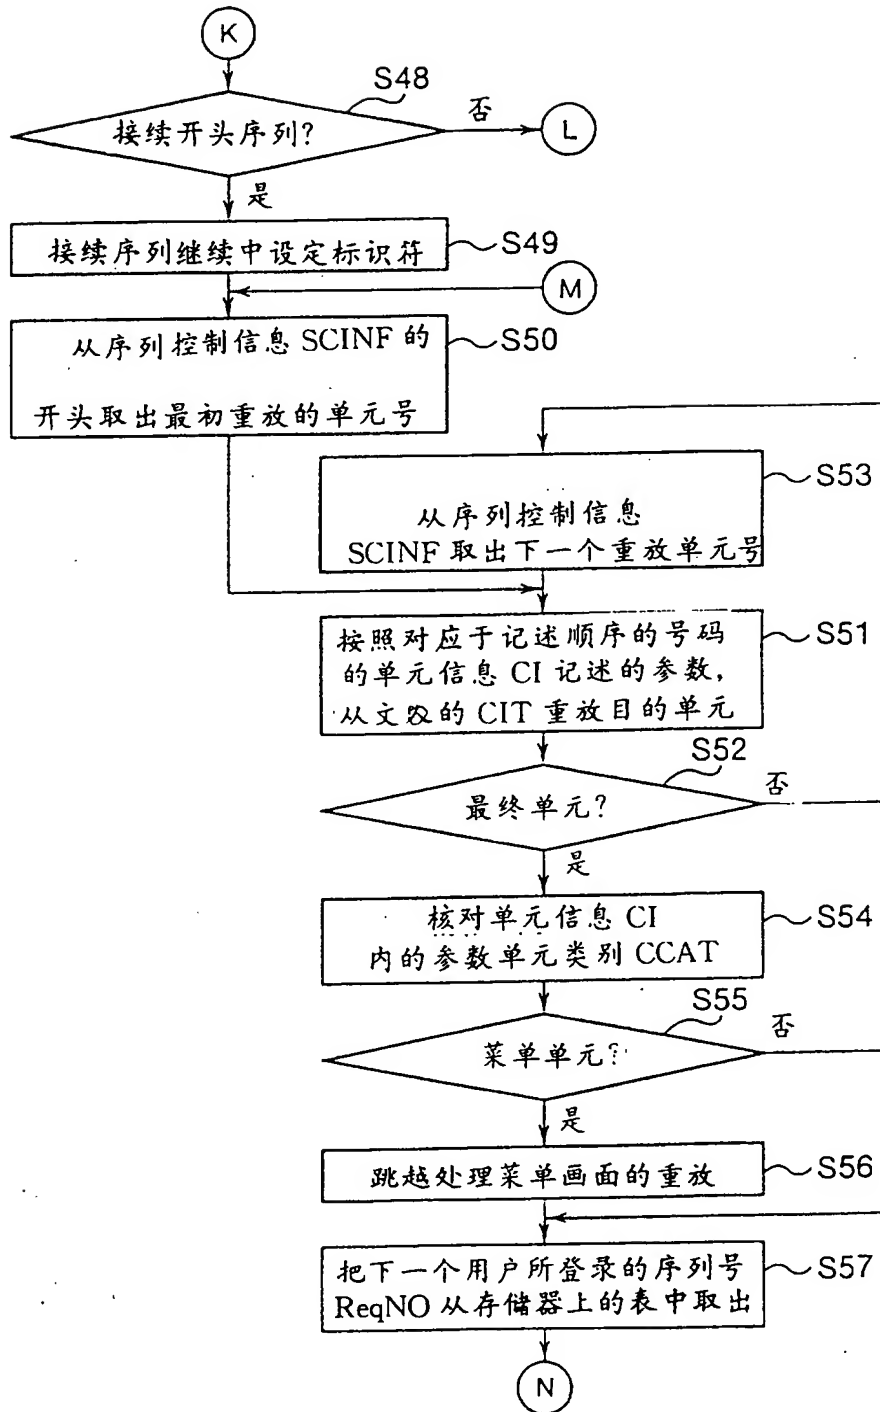 K
S48
接续开头序列?
否
L
是
接续序列继续中设定标识符
S49
M
从序列控制信息 SCINF 的
开头取出最初重放的单元号
S50
S53
从序列控制信息
SCINF 取出下一个重放单元号
按照对应于记述顺序的号码
的单元信息 CI 记述的参数,
从文的 CIT 重放目的单元
S51
S52
最终单元?
否
是
核对单元信息 CI
内的参数单元类别 CCAT
S54
S55
菜单单元?
否
是
跳越处理菜单画面的重放
S56
把下一个用户所登录的序列号
ReqNO 从存储器上的表中取出
S57
N